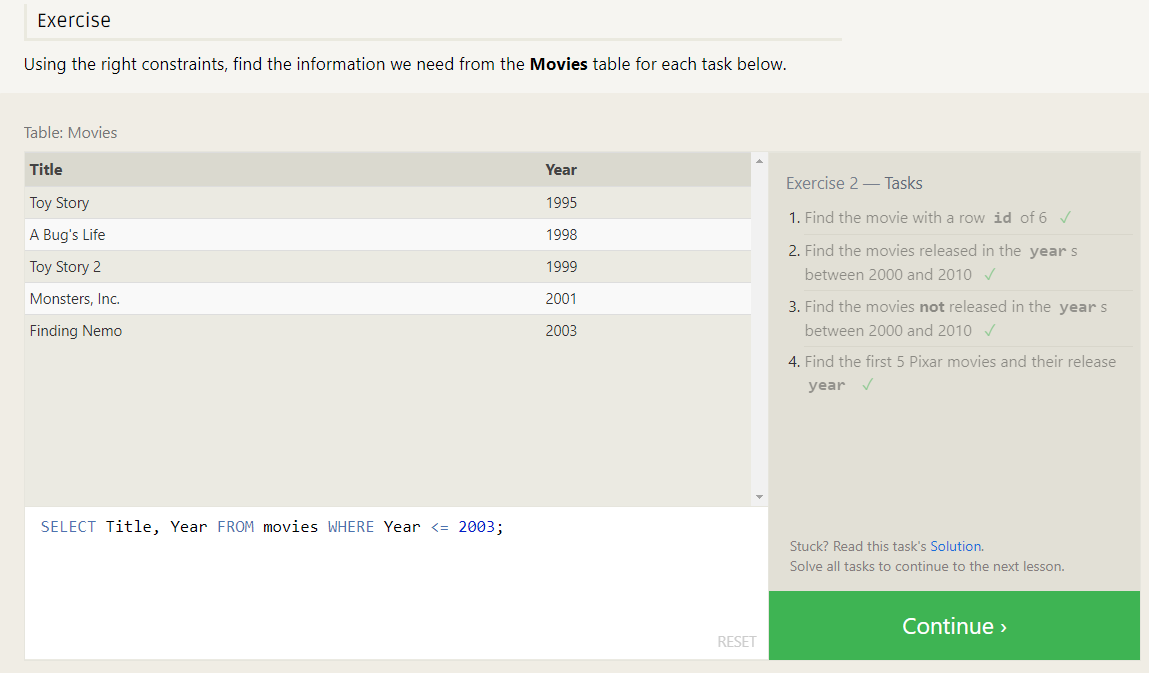 Exercise
Using the right constraints, find the information we need from the Movies table for each task below.
Table: Movies
Title Year
Toy Story 1995
A Bug's Life 1998
Toy Story 2 1999
Monsters, Inc. 2001
Finding Nemo 2003
SELECT Title, Year FROM movies WHERE Year <= 2003;
RESET
Exercise 2 — Tasks
1. Find the movie with a row id of 6 ✓
2. Find the movies released in the year s
between 2000 and 2010 ✓
3. Find the movies not released in the year s
between 2000 and 2010 ✓
4. Find the first 5 Pixar movies and their release
year ✓
Stuck? Read this task's Solution.
Solve all tasks to continue to the next lesson.
Continue ›